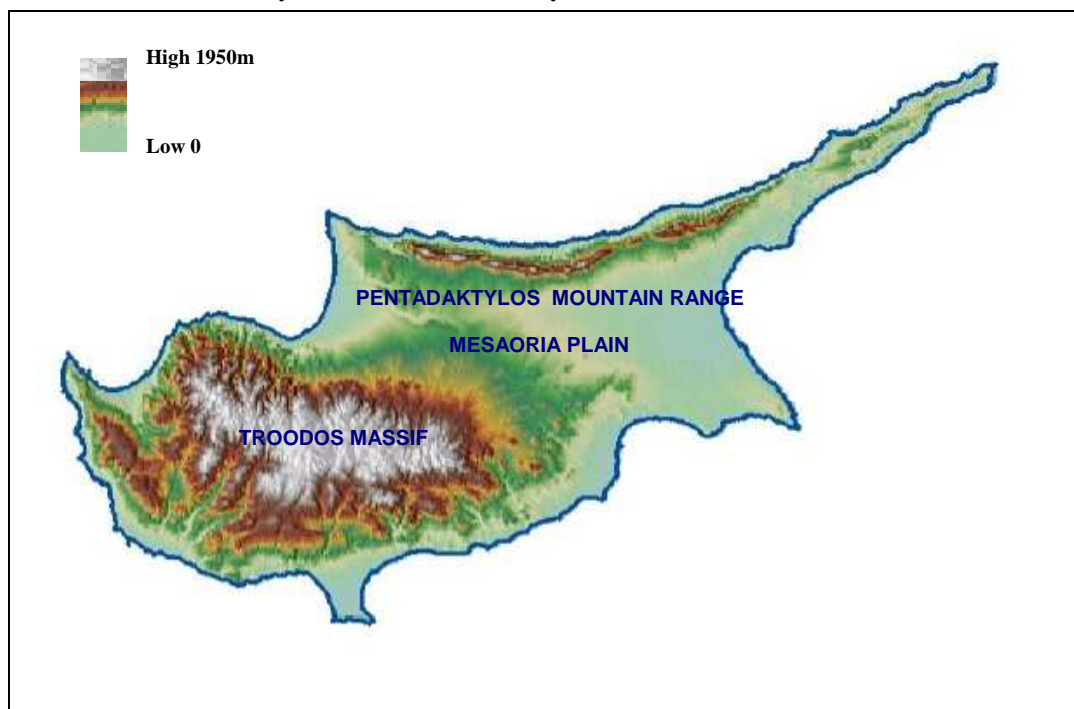 High 1950m
Low 0
PENTADAKTYLOS MOUNTAIN RANGE
MESAORIA PLAIN
TROODOS MASSIF